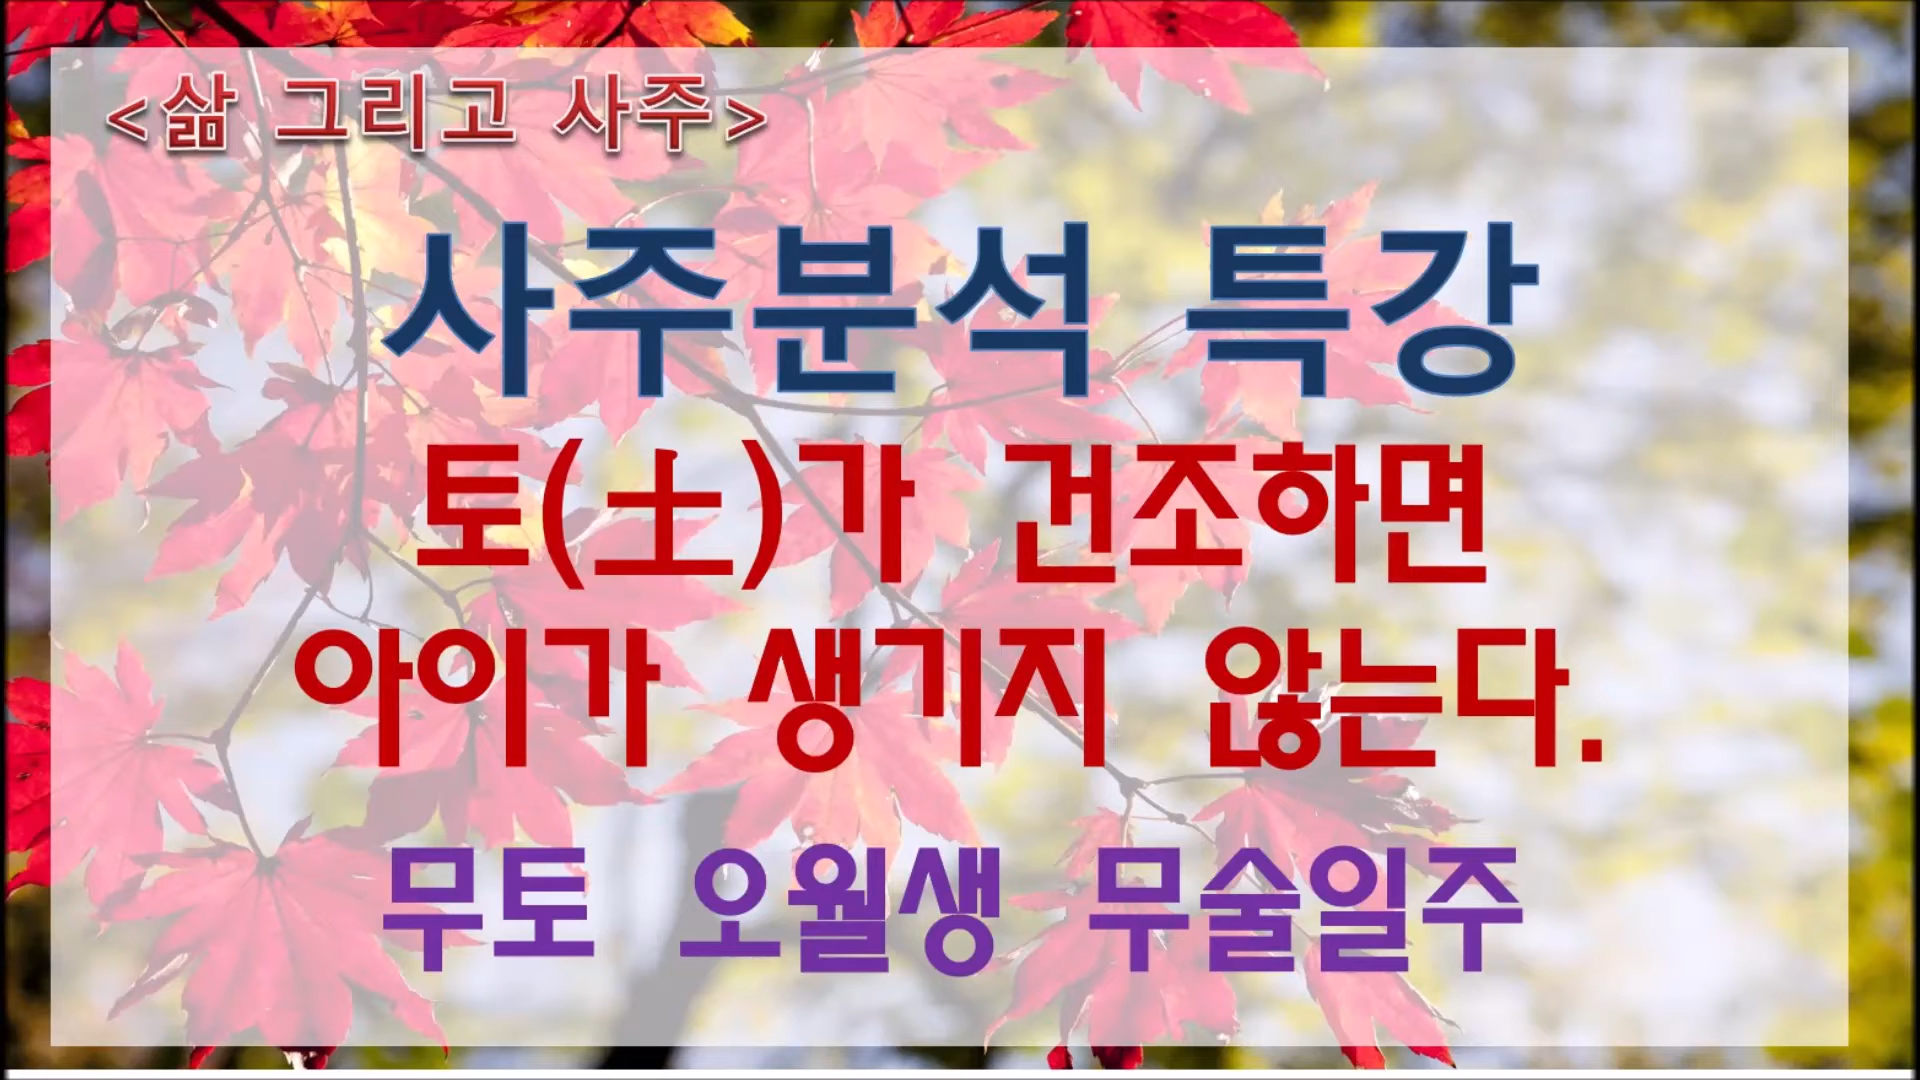 <삶 그리고 사주>
사주분석 특강
토(土)가 건조하면
아이가 생기지 않는다.
무토 오월생 무술일주